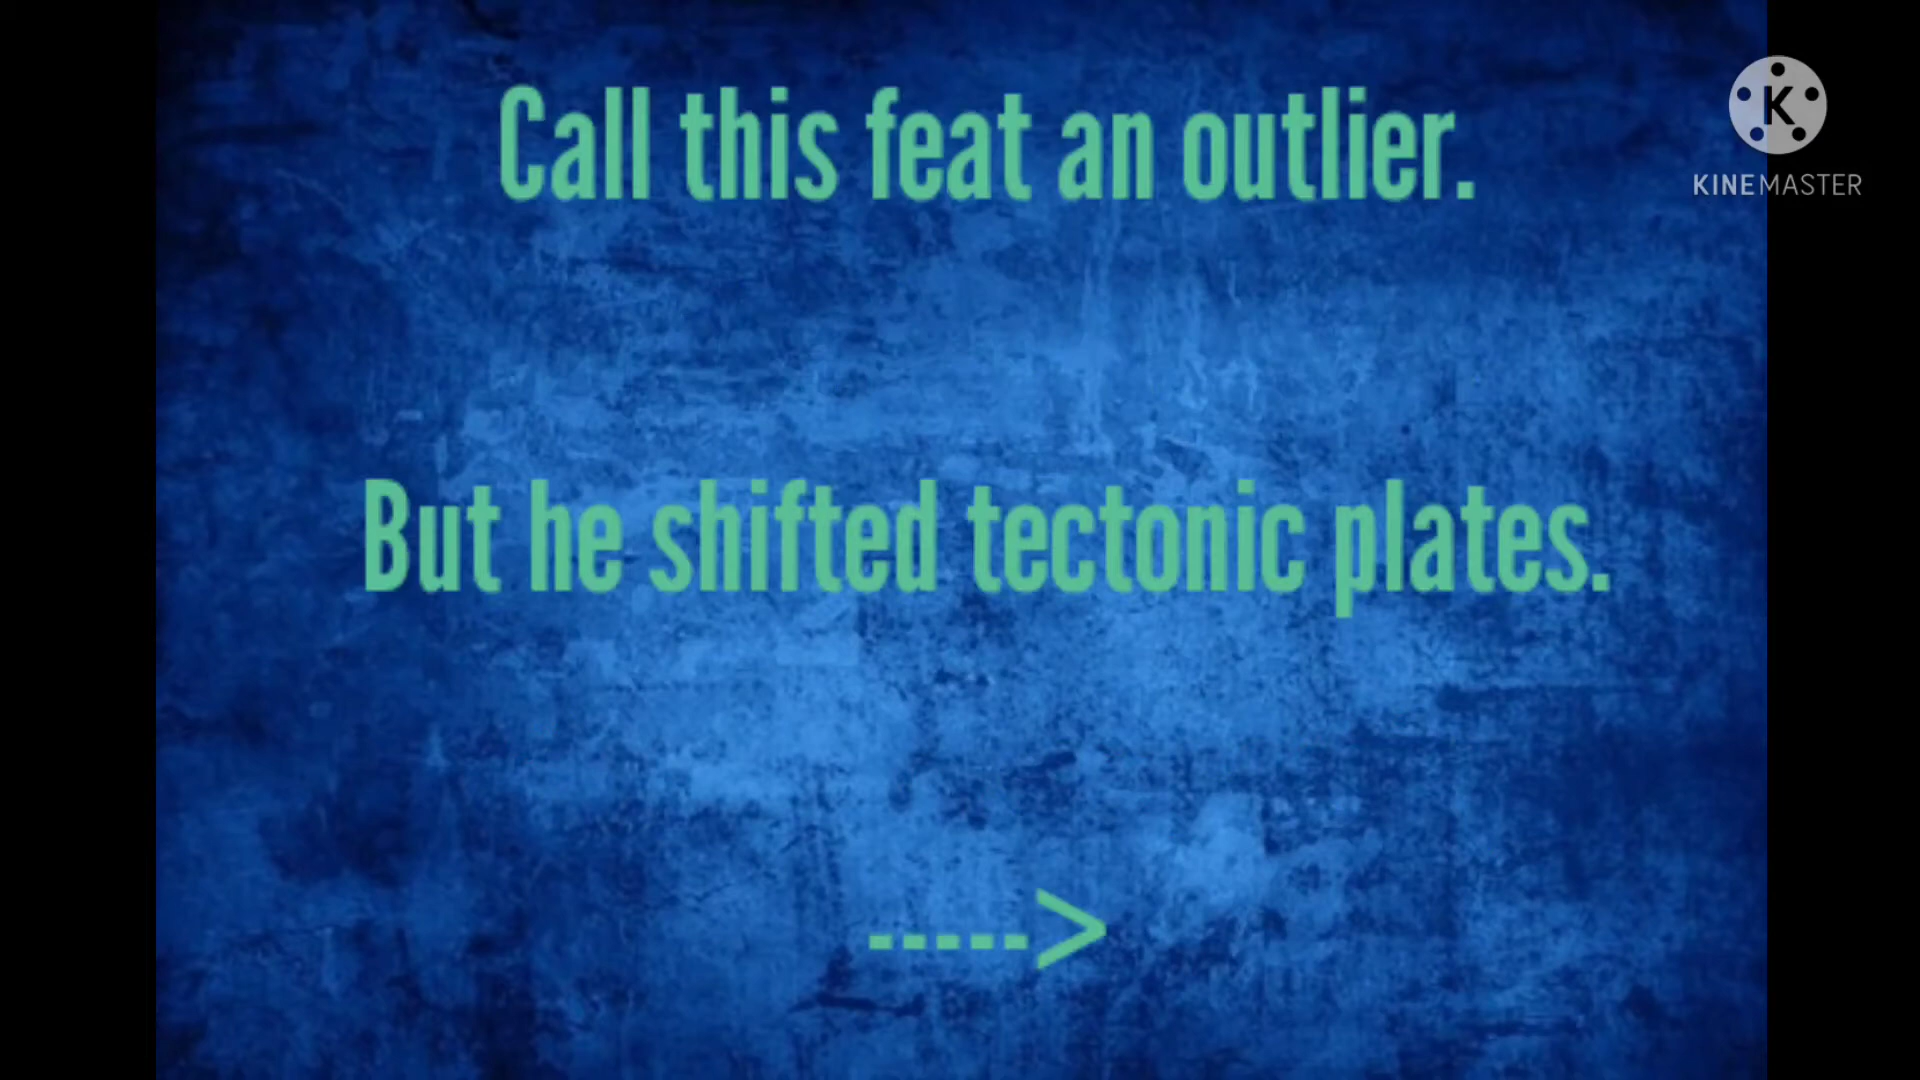 Call this feat an outlier.
KINEMASTER
But he shifted tectonic plates.
----->